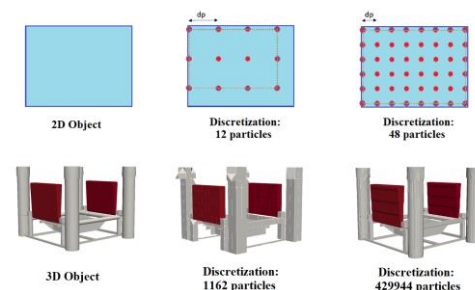 dp
dp
2D Object
Discretization:
12 particles
Discretization:
48 particles
3D Object
Discretization:
1162 particles
Discretization:
429944 particles